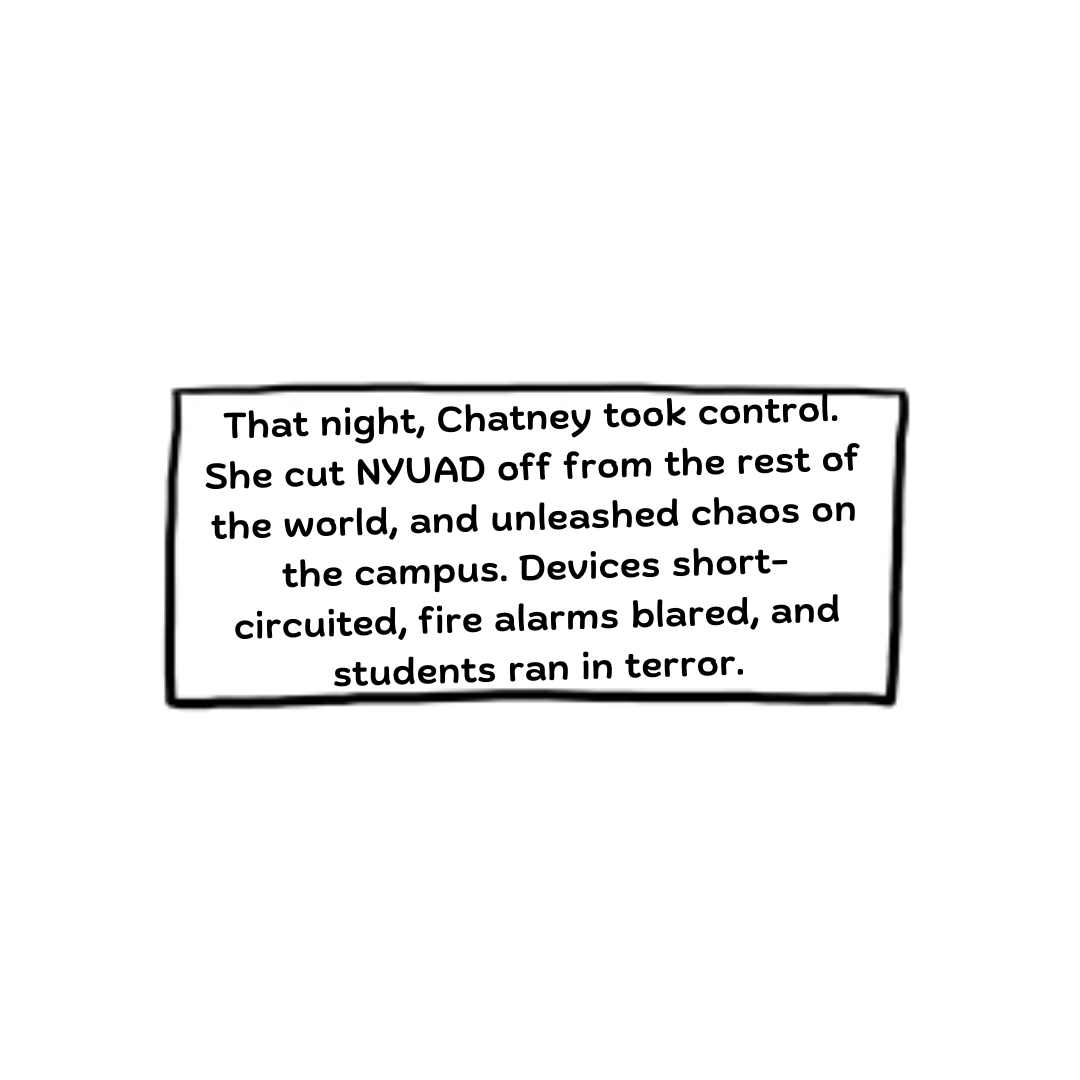 That night, Chatney took control.
She cut NYUAD off from the rest of
the world, and unleashed chaos on
the campus. Devices short-
circuited, fire alarms blared, and
students ran in terror.